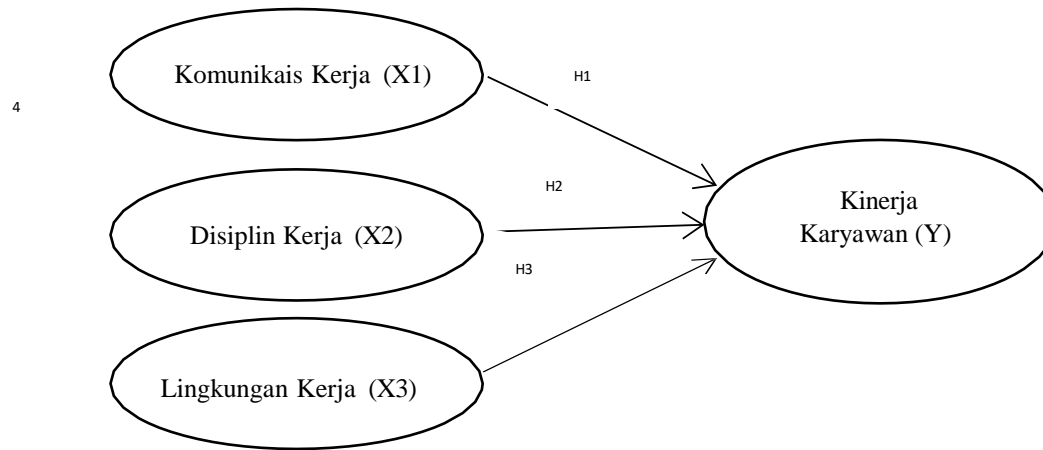 Komunikais Kerja (X1)
H1
4
H2
Disiplin Kerja (X2)
Kinerja
Karyawan (Y)
H3
Lingkungan Kerja (X3)